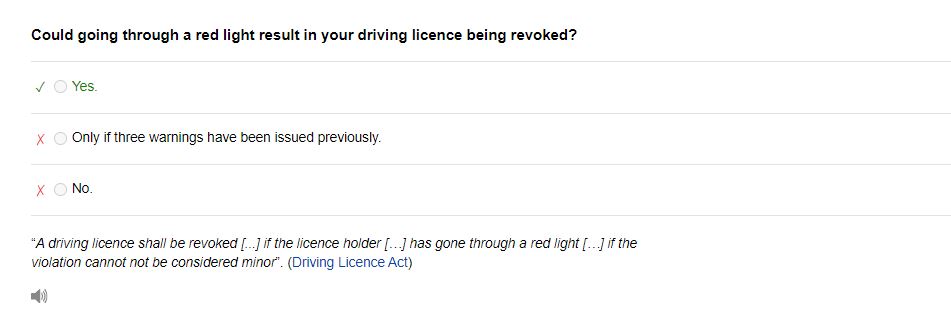 Could going through a red light result in your driving licence being revoked?
✓ Yes.
X Only if three warnings have been issued previously.
X No.
“A driving licence shall be revoked [...] if the licence holder […] has gone through a red light […] if the
violation cannot not be considered minor”. (Driving Licence Act)